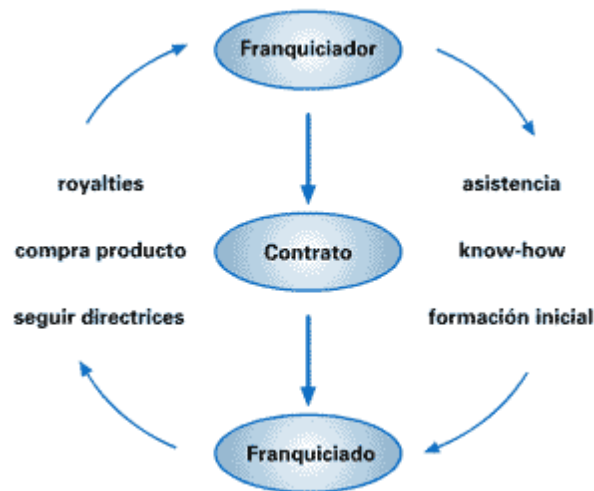 Franquiciador
royalties
asistencia
compra producto
Contrato
know-how
seguir directrices
formación inicial
Franquiciado